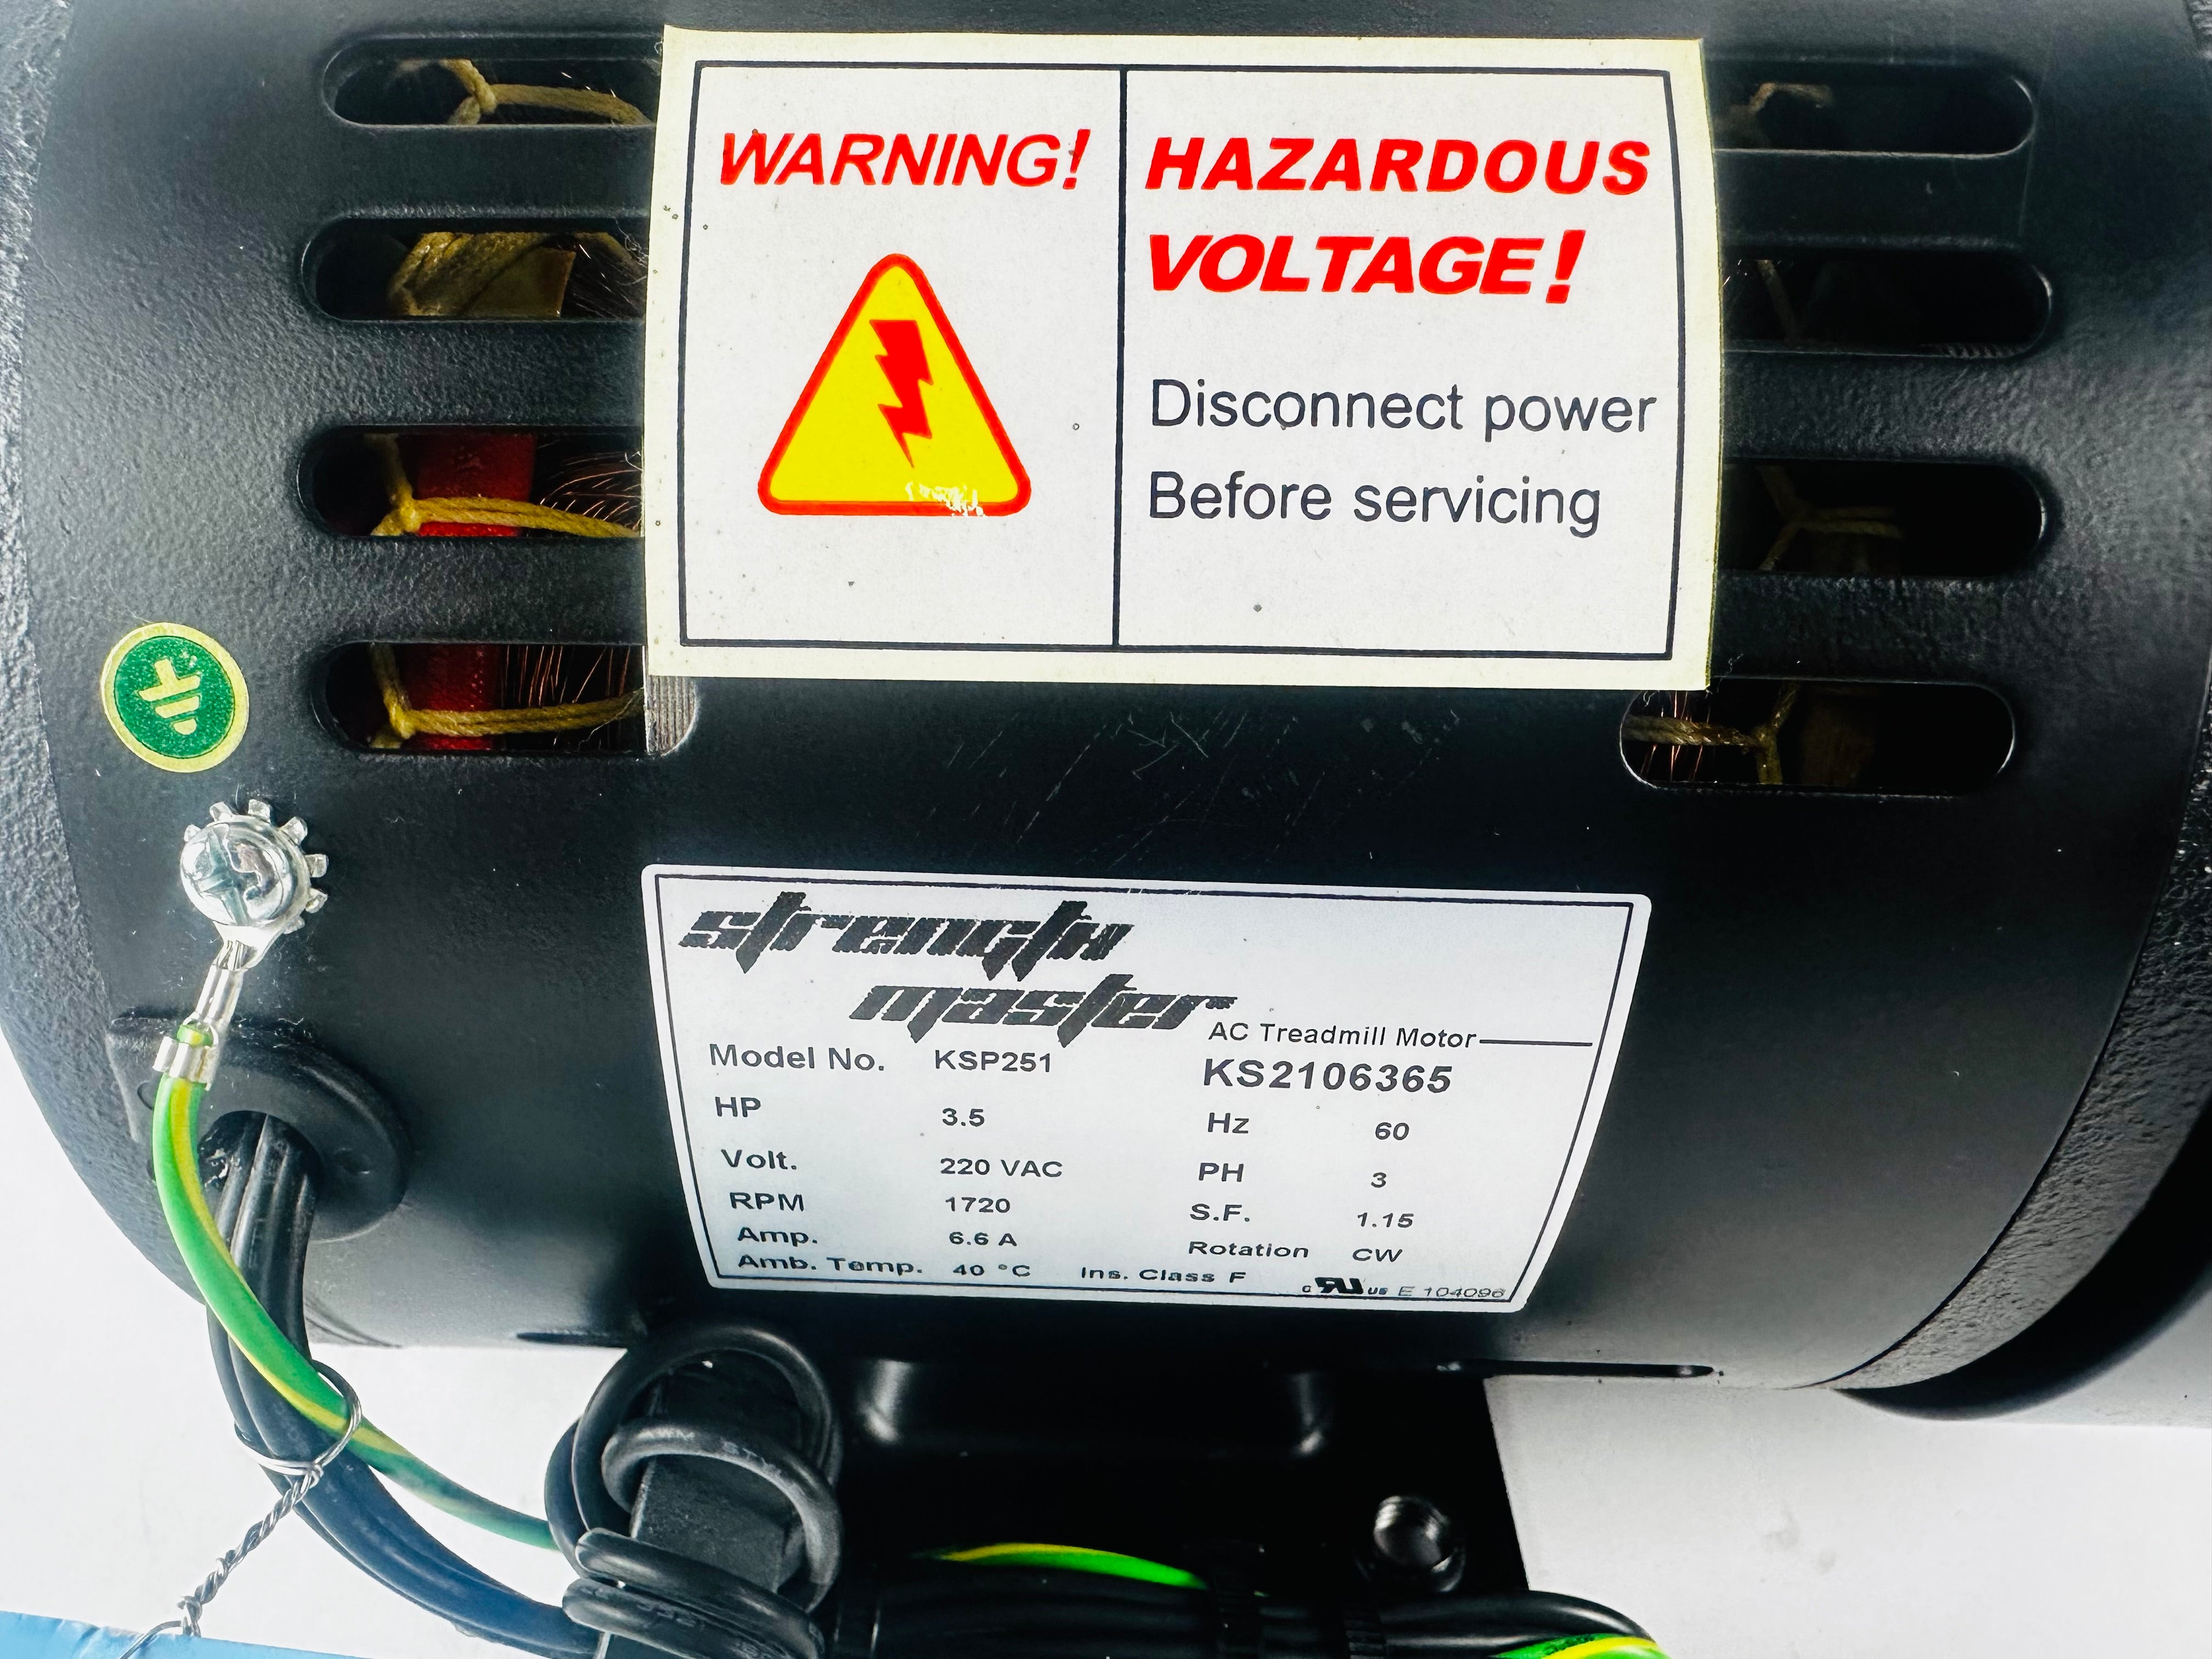 WARNING!
HAZARDOUS
VOLTAGE!
Disconnect power
Before servicing
strength
master
AC Treadmill Motor
Model No. KSP251 KS2106365
HP 3.5 Hz 60
Volt. 220 VAC PH 3
RPM 1720 S.F. 1.15
Amp. 6.6 A Rotation CW
Amb. Temp. 40 °C Ins. Class F c RU us E 104096